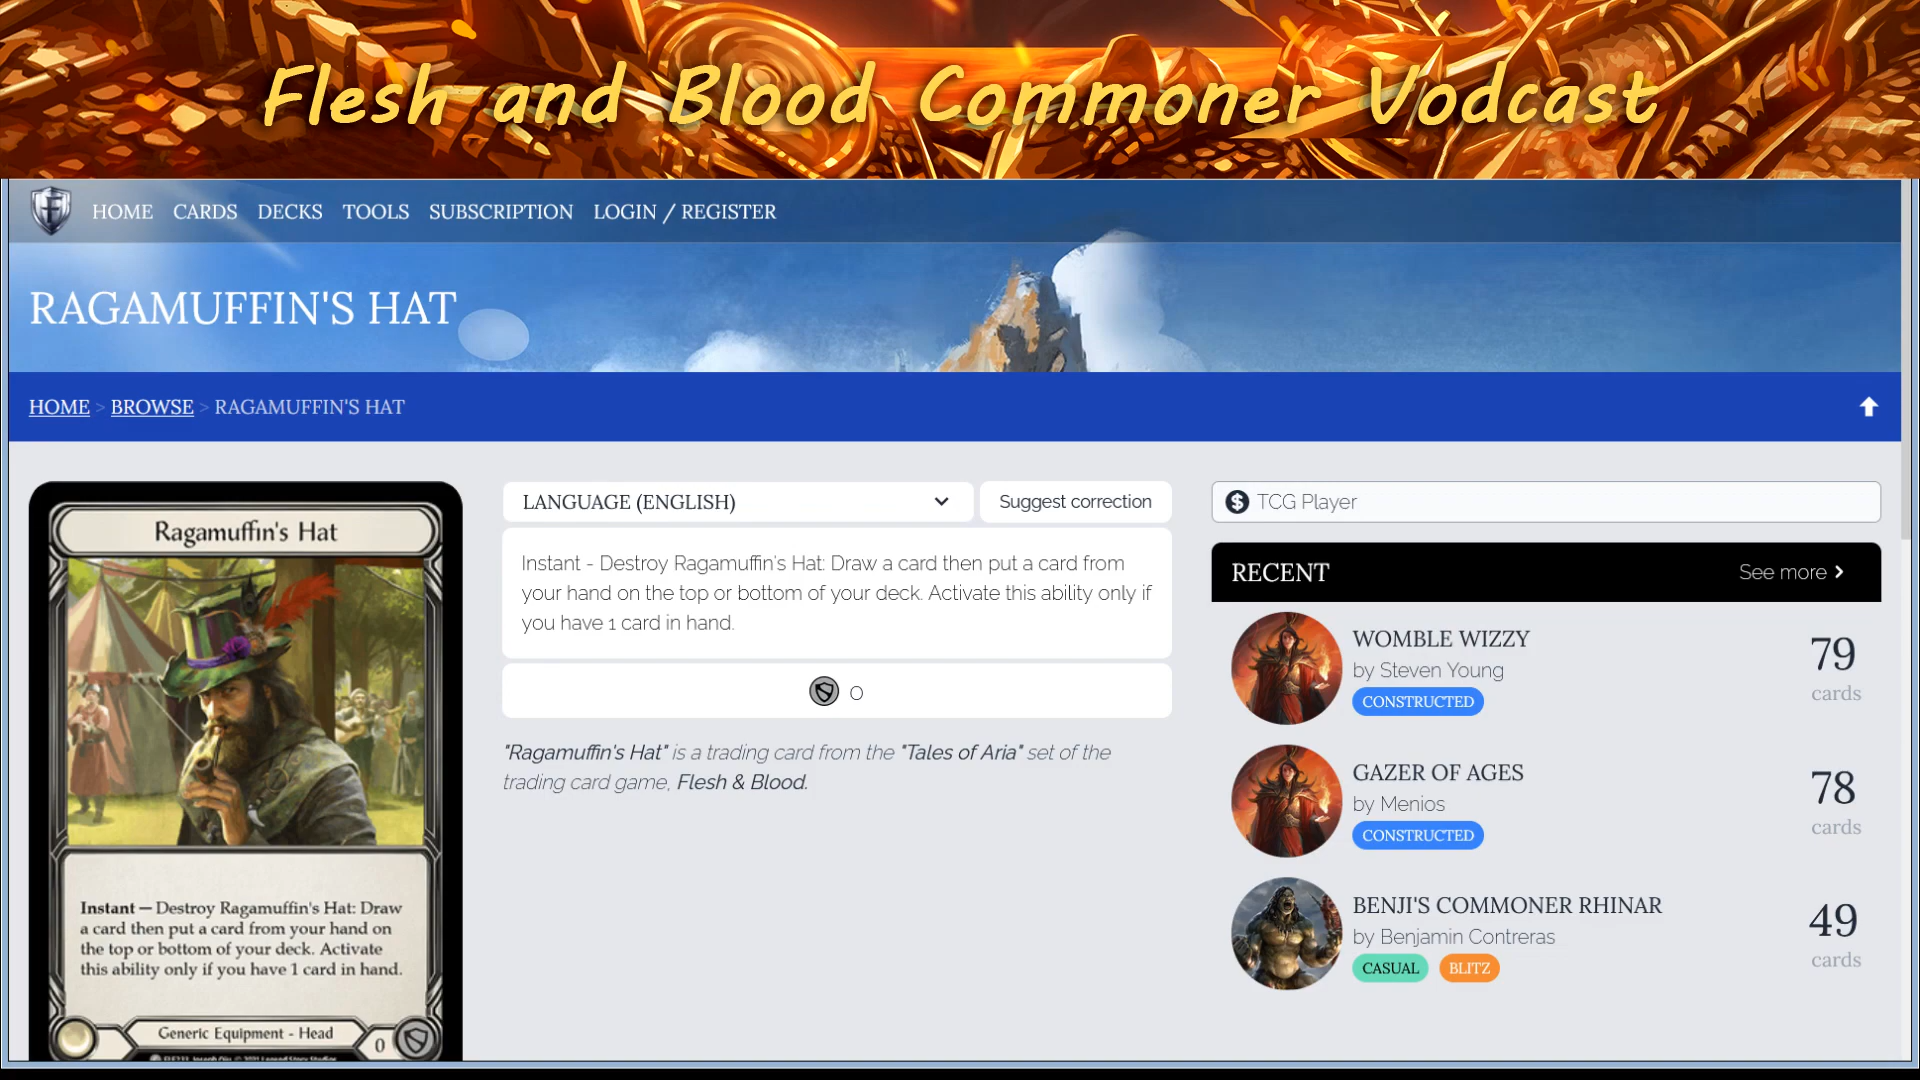 Flesh and Blood Commoner Vodcast
HOME CARDS DECKS TOOLS SUBSCRIPTION LOGIN / REGISTER
RAGAMUFFIN'S HAT
HOME > BROWSE > RAGAMUFFIN'S HAT
Ragamuffin's Hat
Instant — Destroy Ragamuffin's Hat: Draw
a card then put a card from your hand on
the top or bottom of your deck. Activate
this ability only if you have 1 card in hand.
Generic Equipment - Head
0
LANGUAGE (ENGLISH)
Suggest correction
Instant - Destroy Ragamuffin's Hat: Draw a card then put a card from
your hand on the top or bottom of your deck. Activate this ability only if
you have 1 card in hand.
0
"Ragamuffin's Hat" is a trading card from the "Tales of Aria" set of the
trading card game, Flesh & Blood.
TCG Player
RECENT
See more
WOMBLE WIZZY
by Steven Young
CONSTRUCTED
79
cards
GAZER OF AGES
by Menios
CONSTRUCTED
78
cards
BENJI'S COMMONER RHINAR
by Benjamin Contreras
CASUAL BLITZ
49
cards